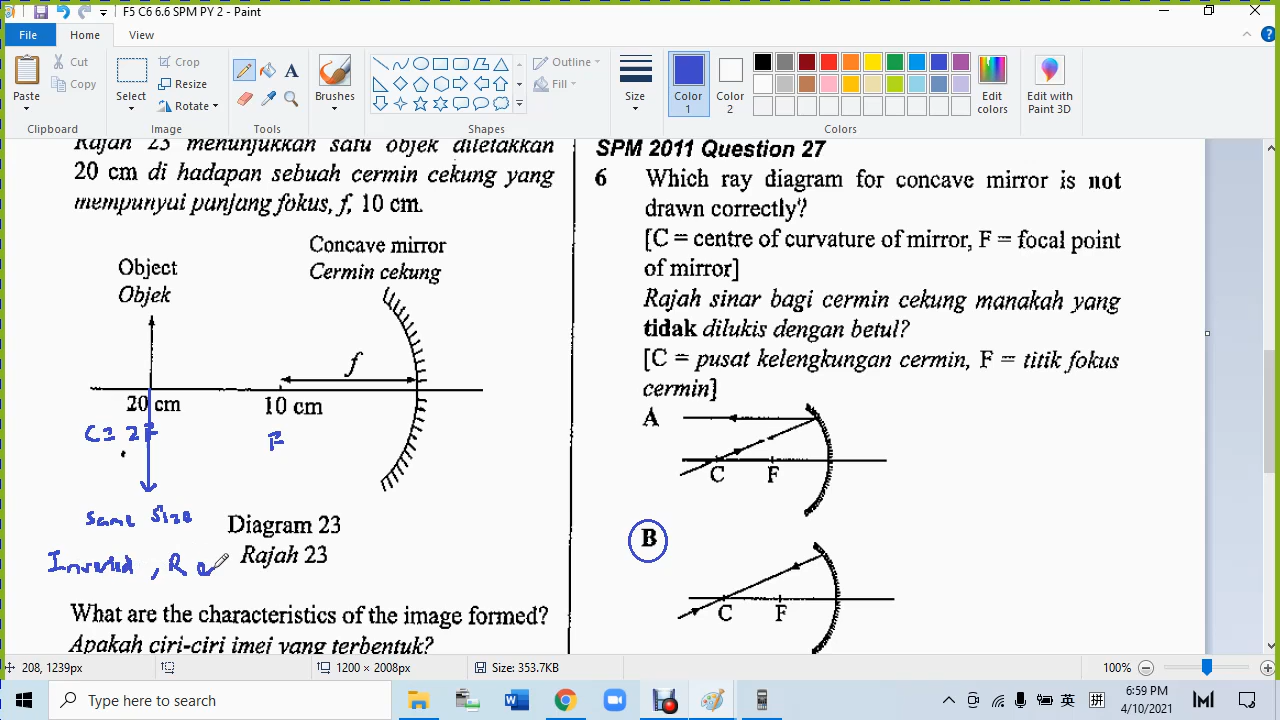 F5 C6 6.6 SPM PY 2 - Paint
File
Home
View
Paste
Cut
Copy
Clipboard
Select
Crop
Resize
Rotate
Image
Tools
Brushes
Shapes
Outline
Fill
Size
Color 1
Color 2
Colors
Edit colors
Edit with Paint 3D
Rajah 23 menunjukkan satu objek diletakkan
20 cm di hadapan sebuah cermin cekung yang
mempunyai panjang fokus, f, 10 cm.
Concave mirror
Cermin cekung
Object
Objek
f
20 cm
10 cm
C = 2F
F
Same Size
Diagram 23
Rajah 23
Inverted , R
What are the characteristics of the image formed?
Apakah ciri-ciri imej yang terbentuk?
SPM 2011 Question 27
6 Which ray diagram for concave mirror is not
drawn correctly?
[C = centre of curvature of mirror, F = focal point
of mirror]
Rajah sinar bagi cermin cekung manakah yang
tidak dilukis dengan betul?
[C = pusat kelengkungan cermin, F = titik fokus
cermin]
A
C F
B
C F
208, 1239px
1200 × 2008px
Size: 353.7KB
100%
Type here to search
英
拼
6:59 PM
4/10/2021